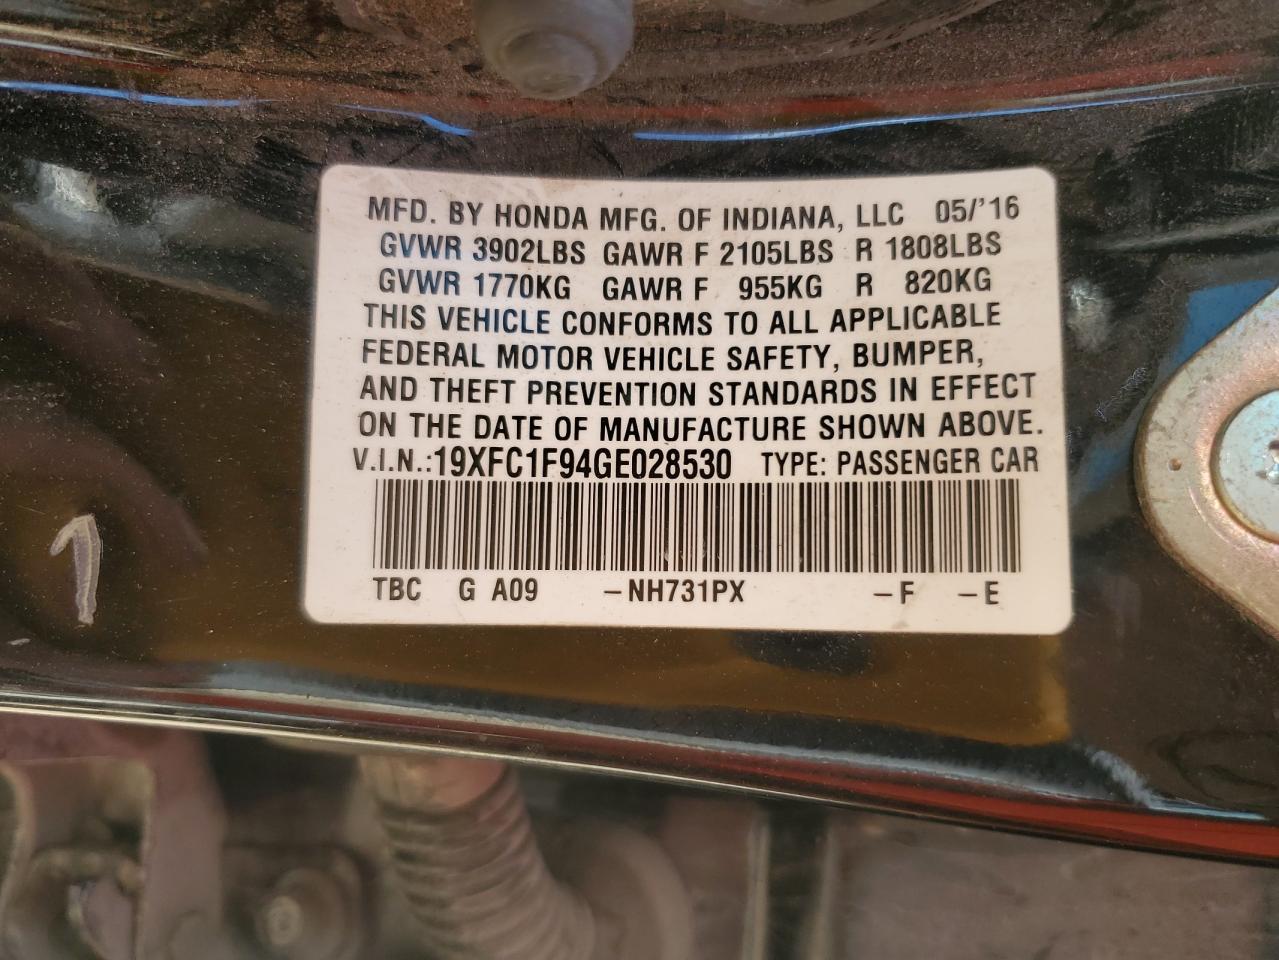 MFD. BY HONDA MFG. OF INDIANA, LLC 05/'16
GVWR 3902LBS GAWR F 2105LBS R 1808LBS
GVWR 1770KG GAWR F 955KG R 820KG
THIS VEHICLE CONFORMS TO ALL APPLICABLE
FEDERAL MOTOR VEHICLE SAFETY, BUMPER,
AND THEFT PREVENTION STANDARDS IN EFFECT
ON THE DATE OF MANUFACTURE SHOWN ABOVE.
V.I.N.:19XFC1F94GE028530 TYPE: PASSENGER CAR
TBC G A09 –NH731PX –F –E
1